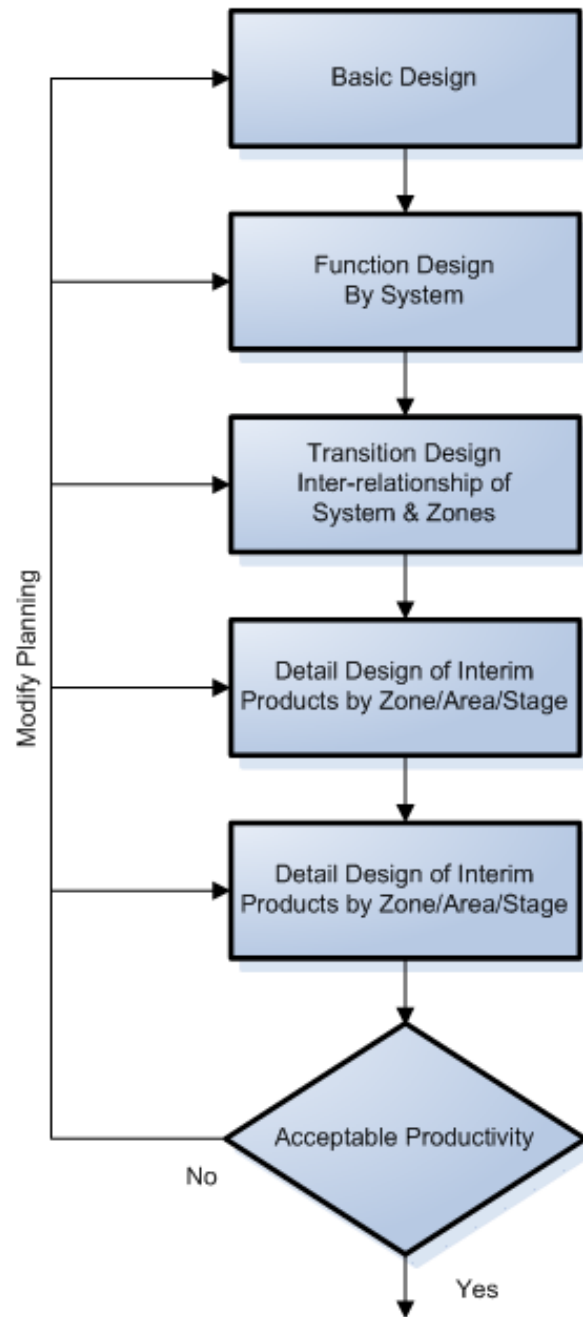 Basic Design
Function Design
By System
Transition Design
Inter-relationship of
System & Zones
Modify Planning
Detail Design of Interim
Products by Zone/Area/Stage
Detail Design of Interim
Products by Zone/Area/Stage
Acceptable Productivity
No
Yes